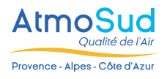 AtmoSud
Qualité de l'Air
Provence - Alpes - Côte d'Azur